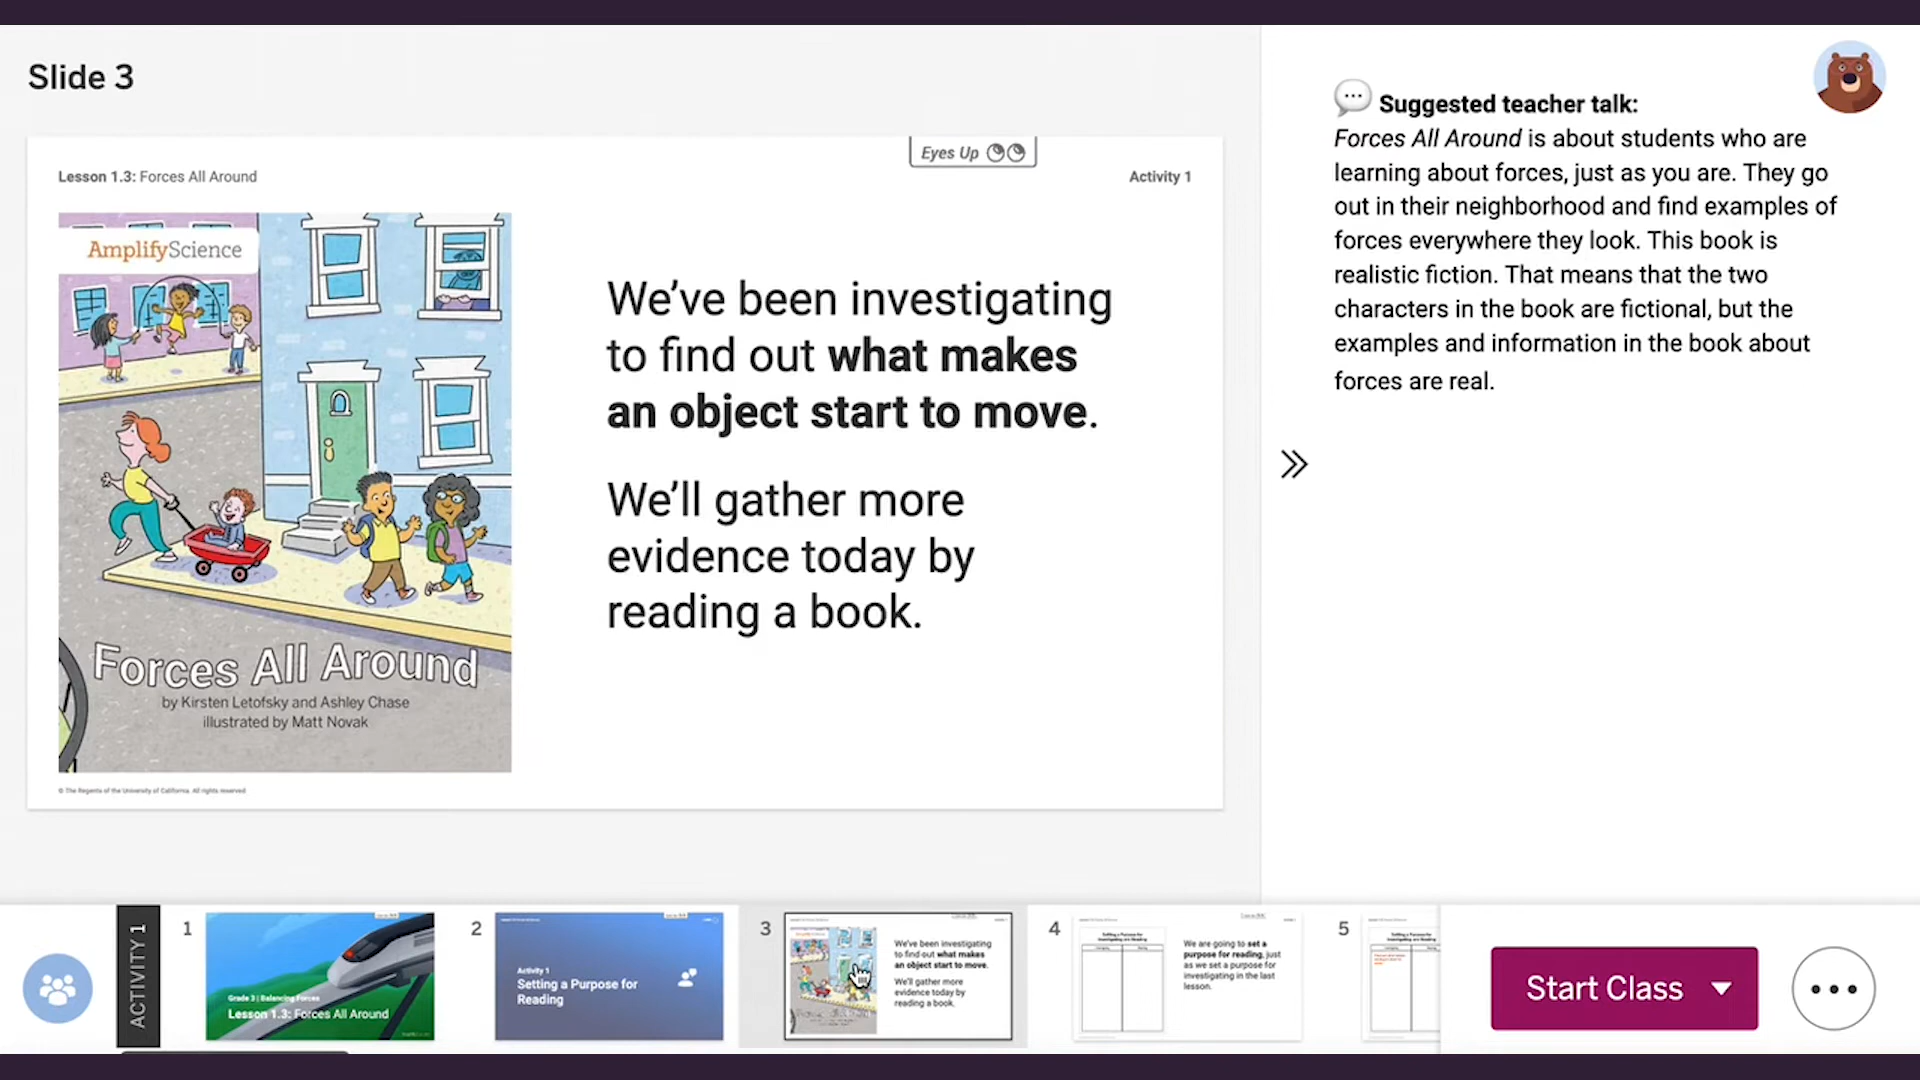 Slide 3
Eyes Up
Lesson 1.3: Forces All Around
Activity 1
AmplifyScience
Forces All Around
by Kirsten Letofsky and Ashley Chase
illustrated by Matt Novak
We've been investigating
to find out what makes
an object start to move.
We'll gather more
evidence today by
reading a book.
© The Regents of the University of California. All rights reserved
Suggested teacher talk:
Forces All Around is about students who are
learning about forces, just as you are. They go
out in their neighborhood and find examples of
forces everywhere they look. This book is
realistic fiction. That means that the two
characters in the book are fictional, but the
examples and information in the book about
forces are real.
ACTIVITY 1
1
Grade 3 | Balancing Forces
Lesson 1.3: Forces All Around
2
Activity 1
Setting a Purpose for
Reading
3
We've been investigating
to find out what makes
an object start to move.
We'll gather more
evidence today by
reading a book.
4
Setting a Purpose for
Investigating and Reading
We are going to set a
purpose for reading, just
as we set a purpose for
investigating in the last
lesson.
5
Setting a Purpose for
Start Class